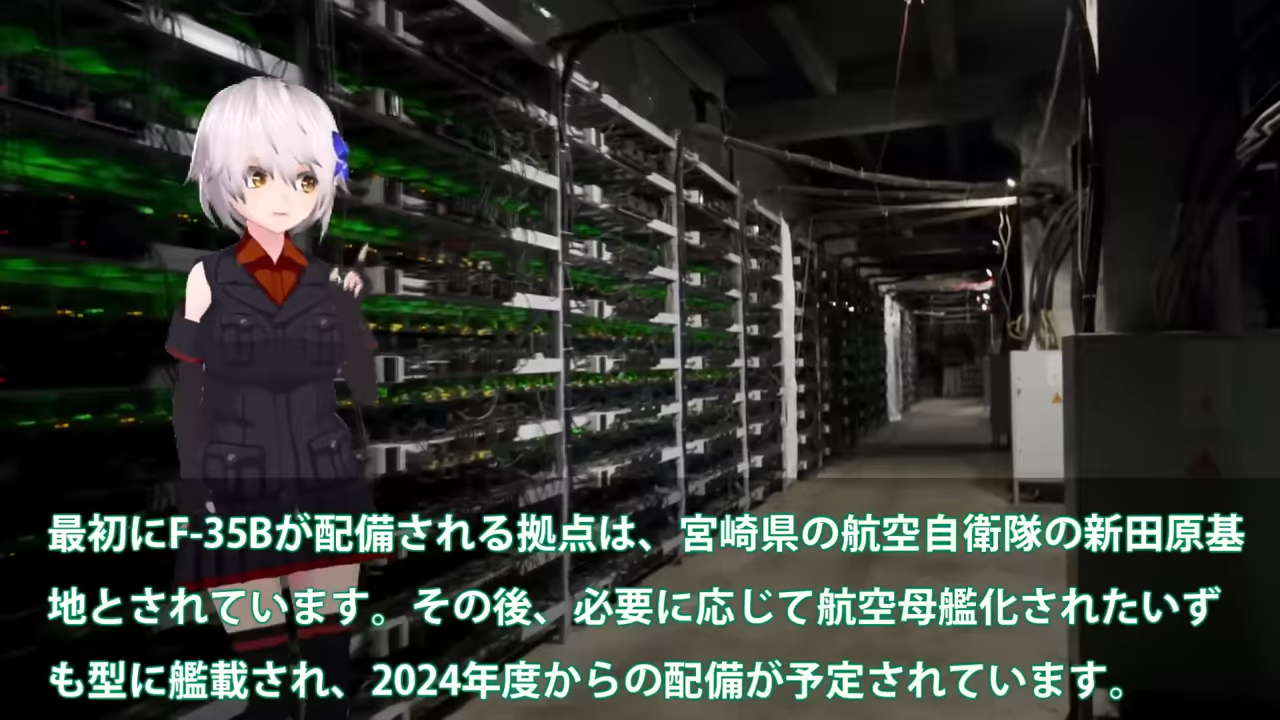 最初にF-35Bが配備される拠点は、宮崎県の航空自衛隊の新田原基
地とされています。その後、必要に応じて航空母艦化されたいず
も型に艦載され、2024年度からの配備が予定されています。